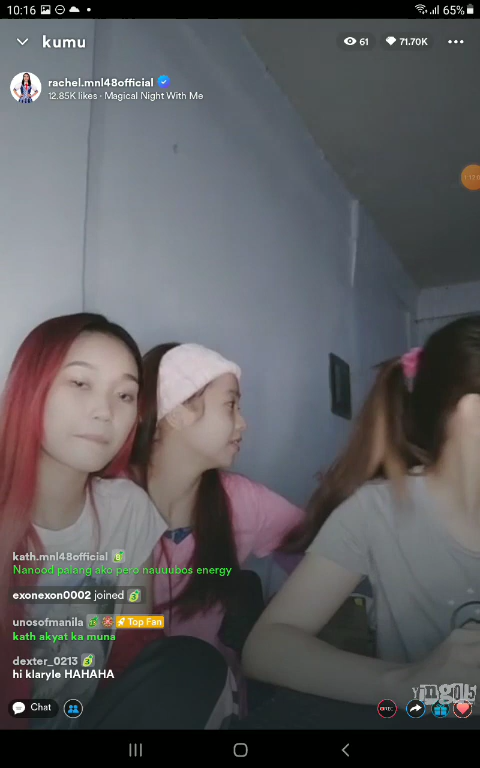 10:16
65%
kumu
61
71.70K
rachel.mnl48official
12.85K likes · Magical Night With Me
kath.mnl48official
Nanood palang ako pero nauuubos energy
exonexon0002 joined
unosofmanila Top Fan
kath akyat ka muna
dexter_0213
hi klaryle HAHAHA
Chat